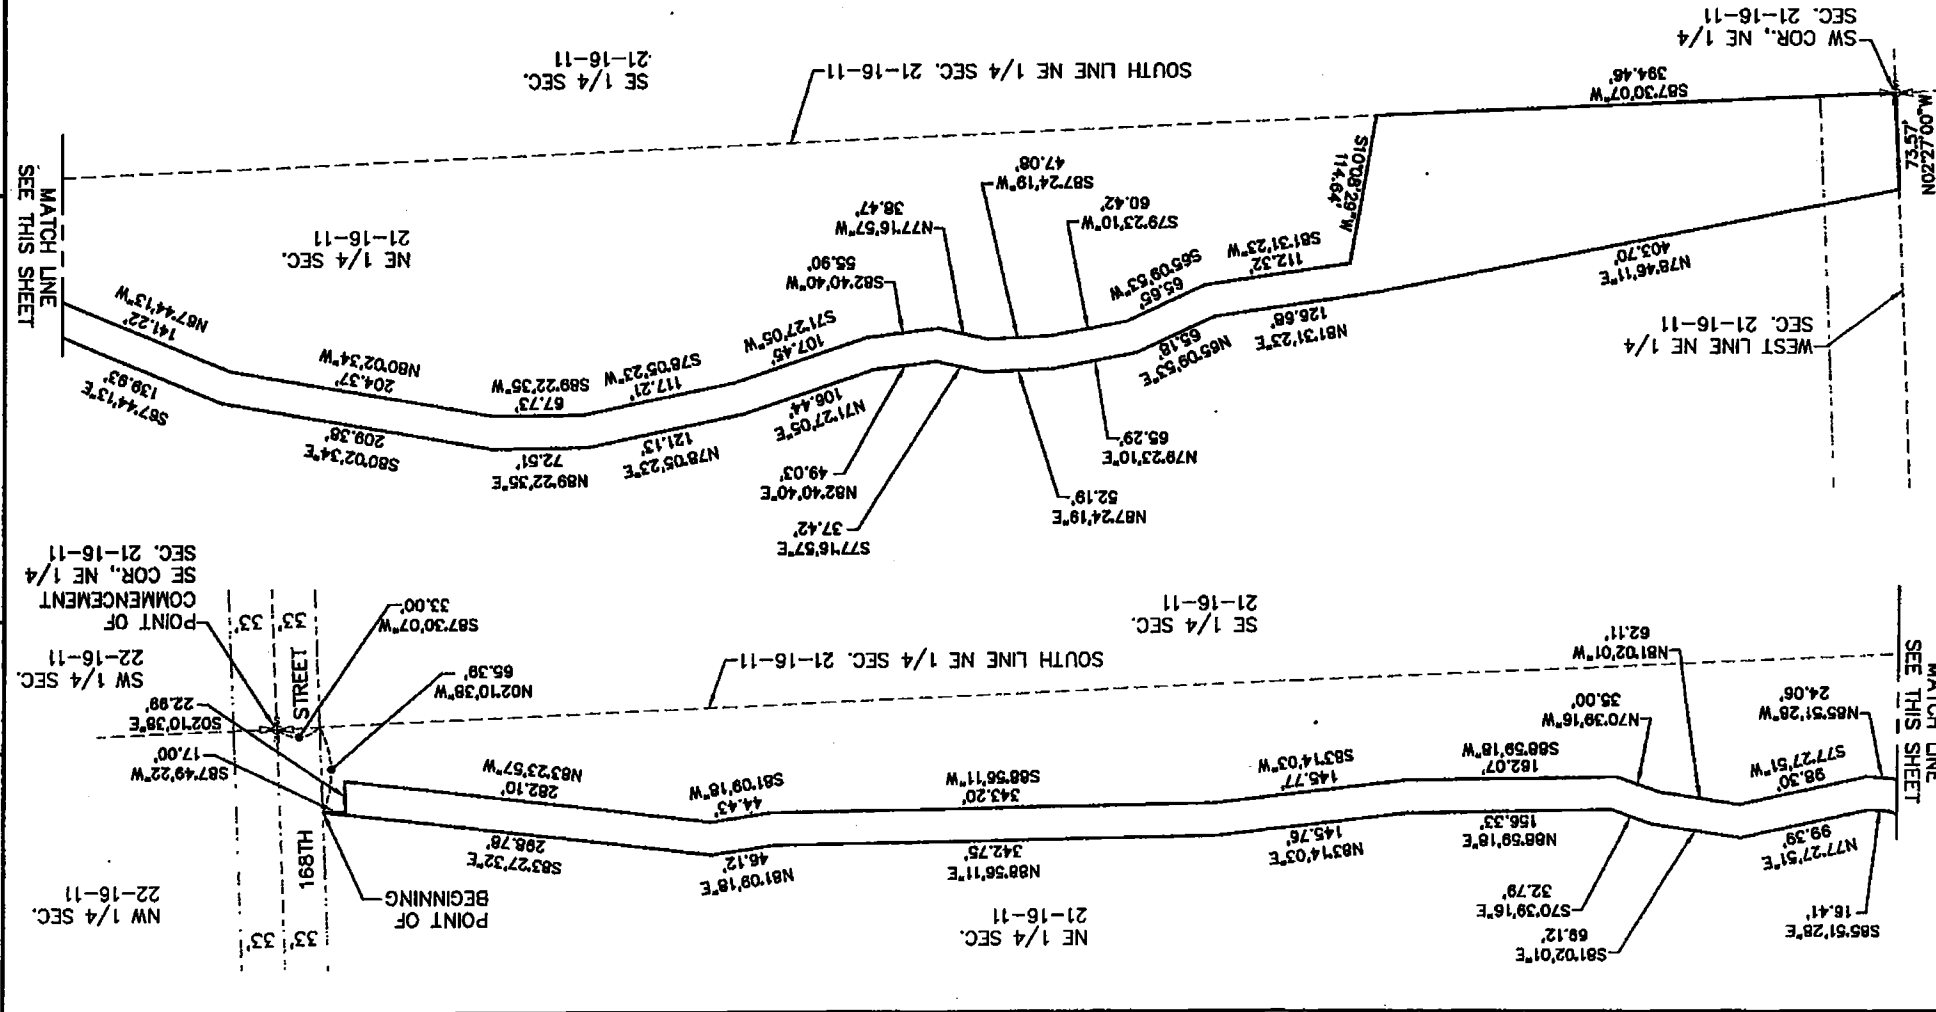 NE 1/4 SEC.
21-16-11
NW 1/4 SEC.
22-16-11
POINT OF
BEGINNING
33'
33'
168TH
STREET
S85°51'28"E
16.41'
N77°27'51"E
99.39'
S81°02'01"E
69.12'
S70°39'16"E
32.79'
N88°59'18"E
156.33'
N83°14'03"E
145.76'
N88°56'11"E
342.75'
N81°09'18"E
46.12'
S83°27'32"E
298.78'
MATCH LINE
SEE THIS SHEET
N85°51'28"W
24.06'
98.30'
S77°27'51"W
N81°02'01"W
62.11'
N70°39'16"W
35.00'
162.07'
S88°59'18"W
145.77'
S83°14'03"W
343.20'
S88°56'11"W
44.43'
S81°09'18"W
282.10'
N83°23'57"W
S87°49'22"W
17.00'
S02°10'38"E
22.99'
N02°10'38"W
65.39'
S87°30'07"W
33.00'
33'
33'
SW 1/4 SEC.
22-16-11
POINT OF
COMMENCEMENT
SE COR., NE 1/4
SEC. 21-16-11
SOUTH LINE NE 1/4 SEC. 21-16-11
SE 1/4 SEC.
21-16-11
WEST LINE NE 1/4
SEC. 21-16-11
N78°46'11"E
403.70'
N81°31'23"E
126.68'
N65°09'53"E
65.18'
N79°23'10"E
65.29'
N87°24'19"E
52.19'
S77°16'57"E
37.42'
N82°40'40"E
49.03'
N71°27'05"E
106.44'
N78°05'23"E
121.13'
N89°22'35"E
72.51'
S80°02'34"E
209.38'
S67°44'13"E
139.93'
N02°27'00"W
73.57'
S87°30'07"W
394.46'
S10°08'29"W
114.64'
112.32'
S81°31'23"W
65.65'
S65°09'53"W
S79°23'10"W
60.42'
S87°24'19"W
47.08'
N77°16'57"W
38.47'
S82°40'40"W
55.90'
107.45'
S71°27'05"W
117.21'
S78°05'23"W
67.73'
S89°22'35"W
204.37'
N80°02'34"W
141.22'
N67°44'13"W
MATCH LINE
SEE THIS SHEET
NE 1/4 SEC.
21-16-11
SW COR., NE 1/4
SEC. 21-16-11
SOUTH LINE NE 1/4 SEC. 21-16-11
SE 1/4 SEC.
21-16-11